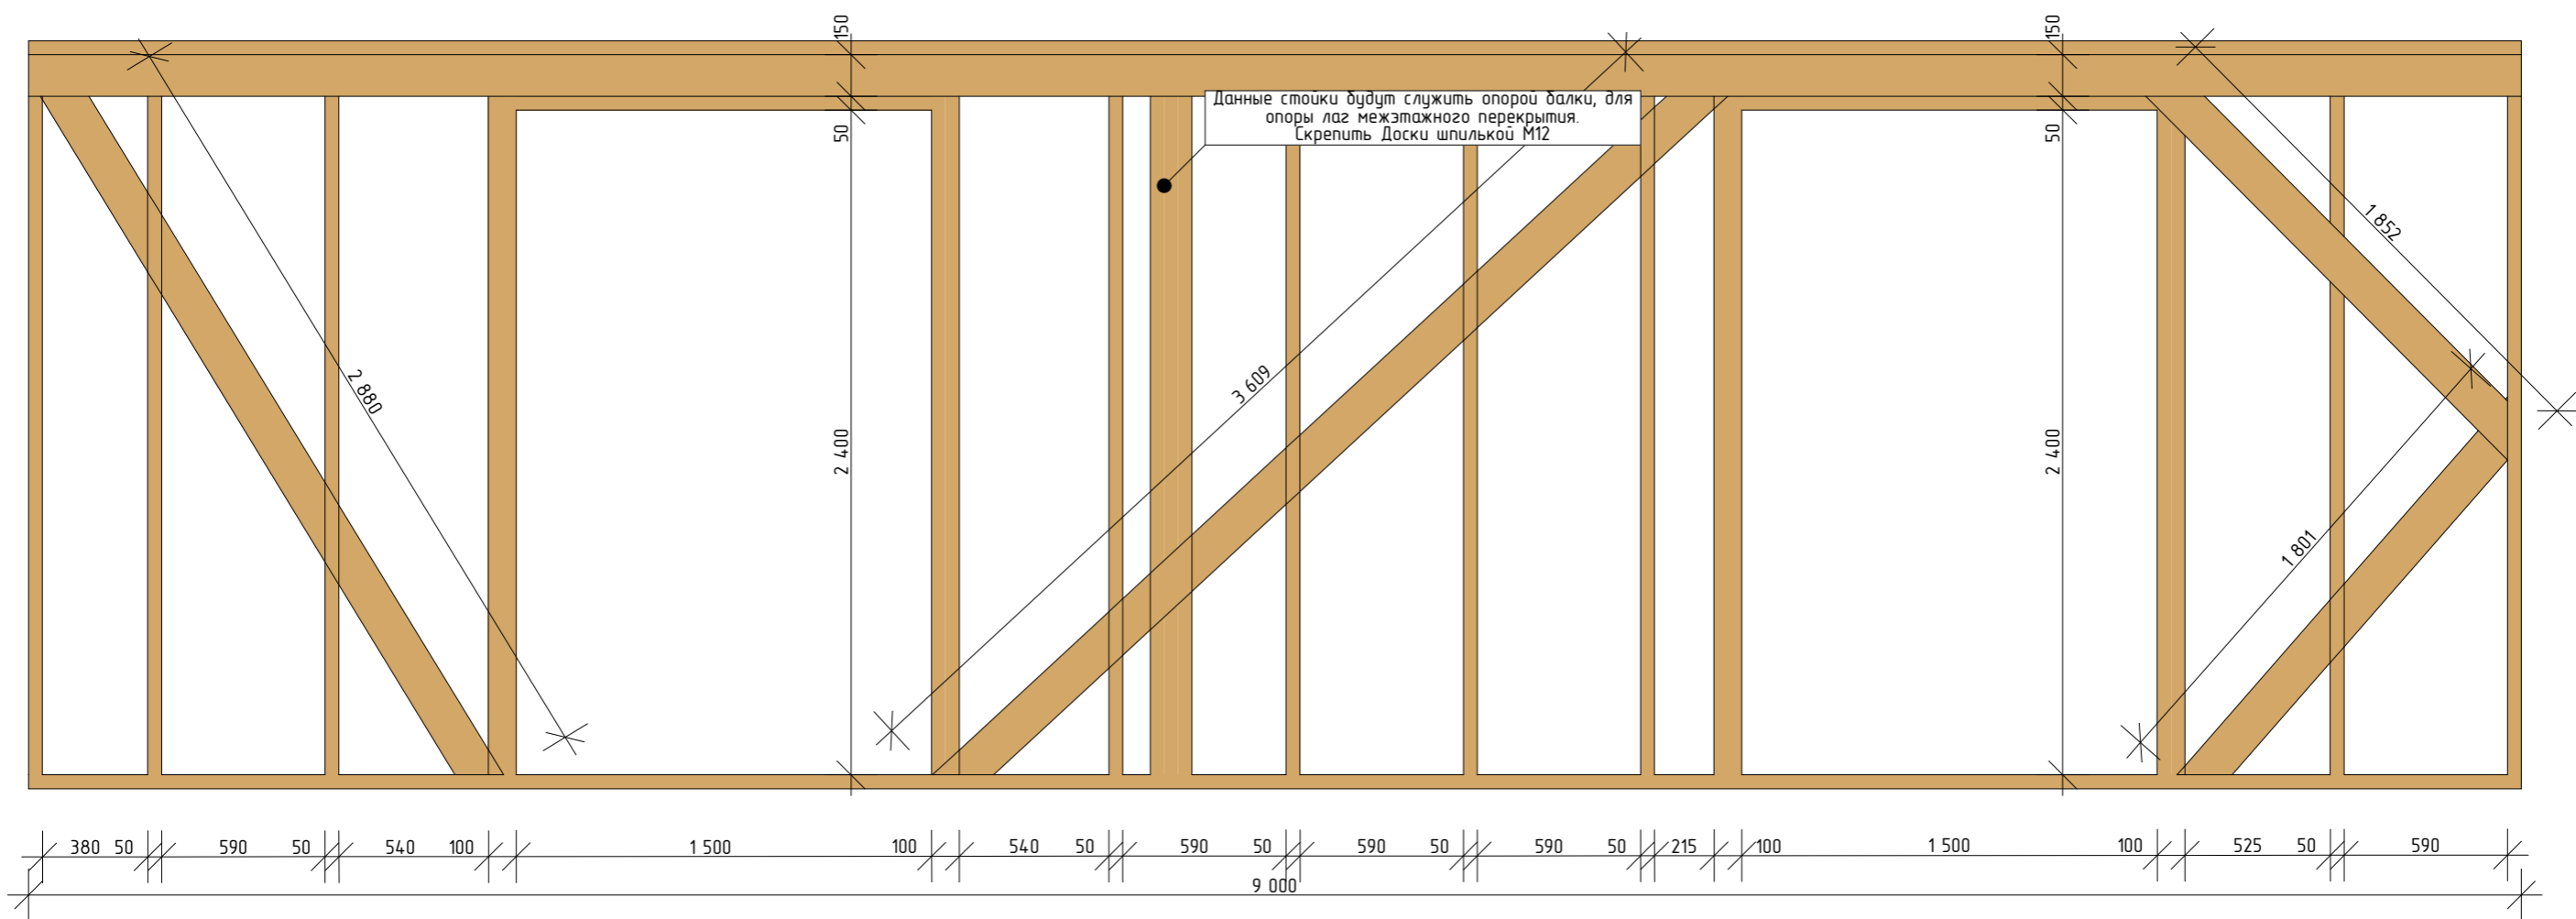 150
150
Данные стойки будут служить опорой балки, для
опоры лаг межэтажного перекрытия.
Скрепить Доски шпилькой М12
50
50
1 852
2 880
3 609
2 400
2 400
1 801
380 50 590 50 540 100 1 500 100 540 50 590 50 590 50 590 50 215 100 1 500 100 525 50 590
9 000